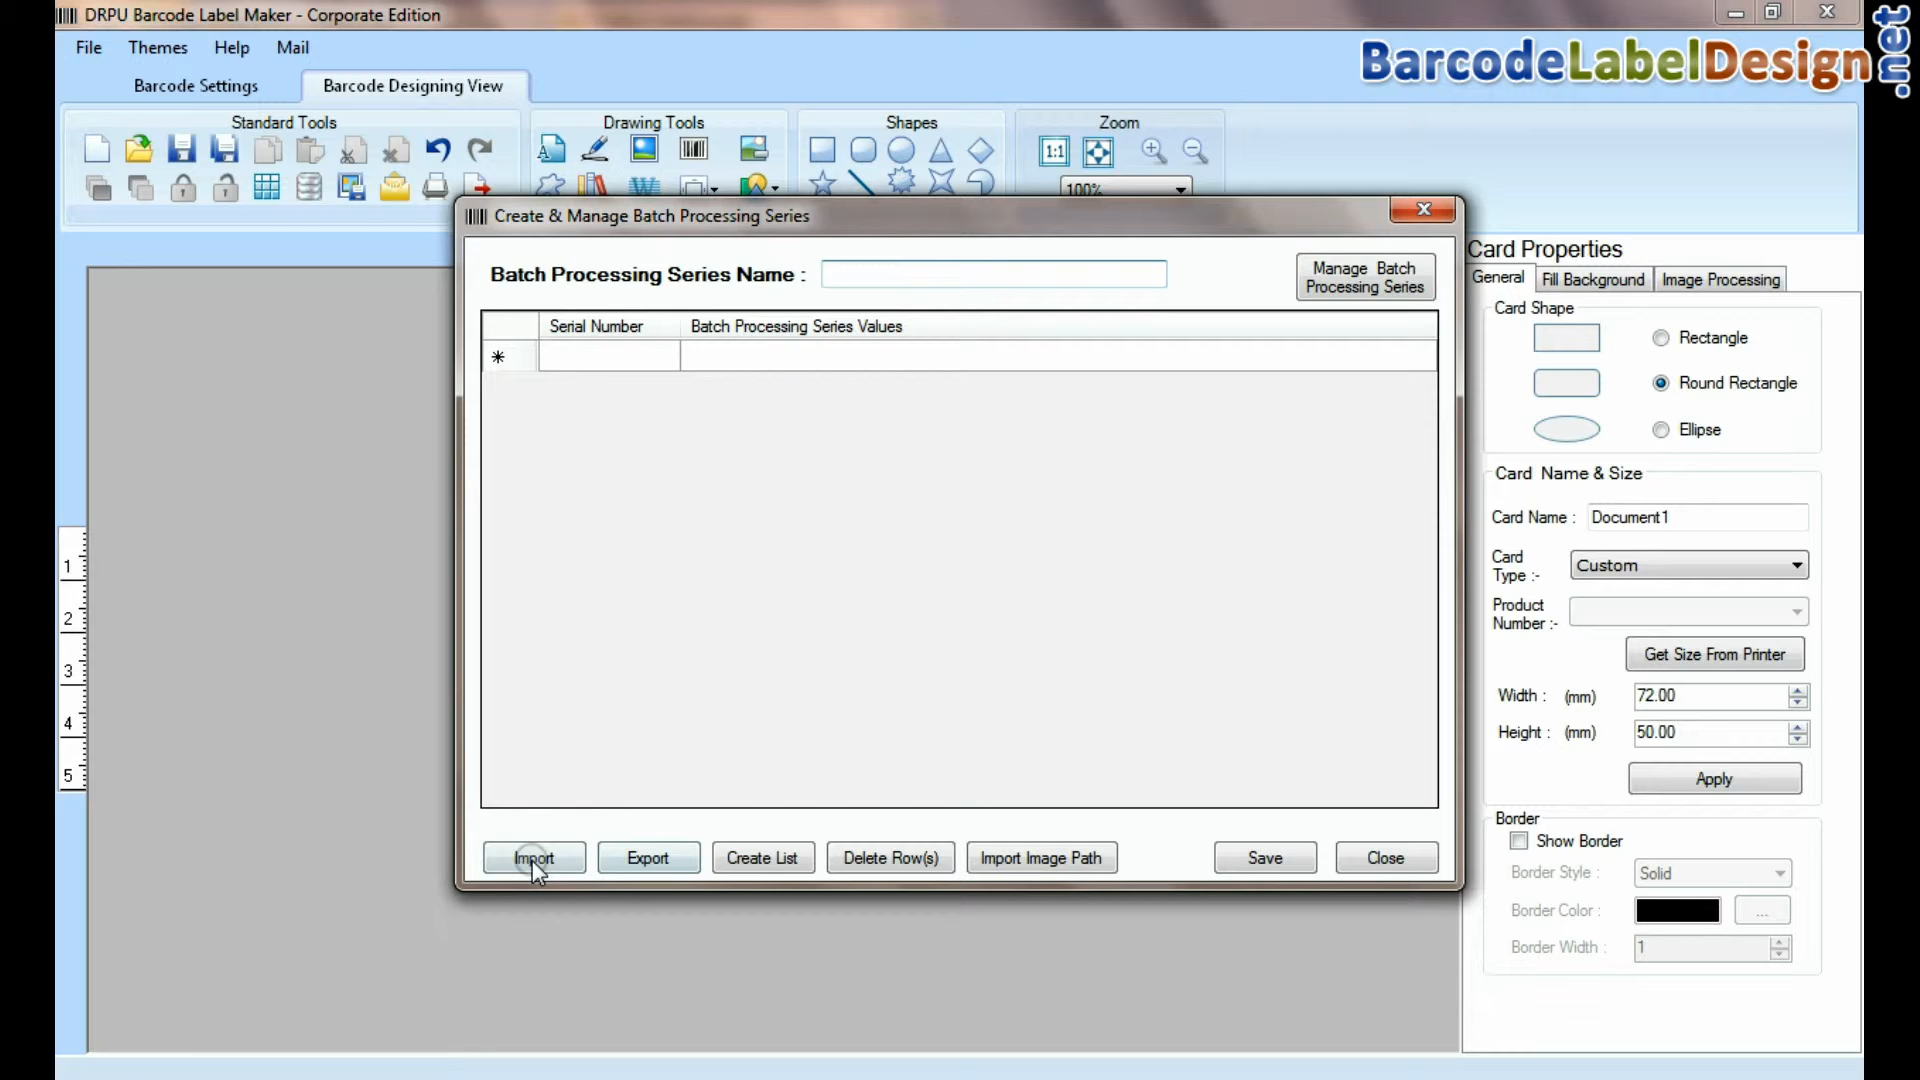 DRPU Barcode Label Maker - Corporate Edition
File Themes Help Mail
BarcodeLabelDesign.net
Barcode Settings Barcode Designing View
Standard Tools Drawing Tools Shapes Zoom
1:1
100%
Create & Manage Batch Processing Series
Batch Processing Series Name :
Manage Batch
Processing Series
Serial Number Batch Processing Series Values
*
Import Export Create List Delete Row(s) Import Image Path Save Close
1
2
3
4
5
Card Properties
General Fill Background Image Processing
Card Shape
Rectangle
Round Rectangle
Ellipse
Card Name & Size
Card Name : Document1
Card
Type :- Custom
Product
Number :-
Get Size From Printer
Width : (mm) 72.00
Height : (mm) 50.00
Apply
Border
Show Border
Border Style : Solid
Border Color : ...
Border Width : 1